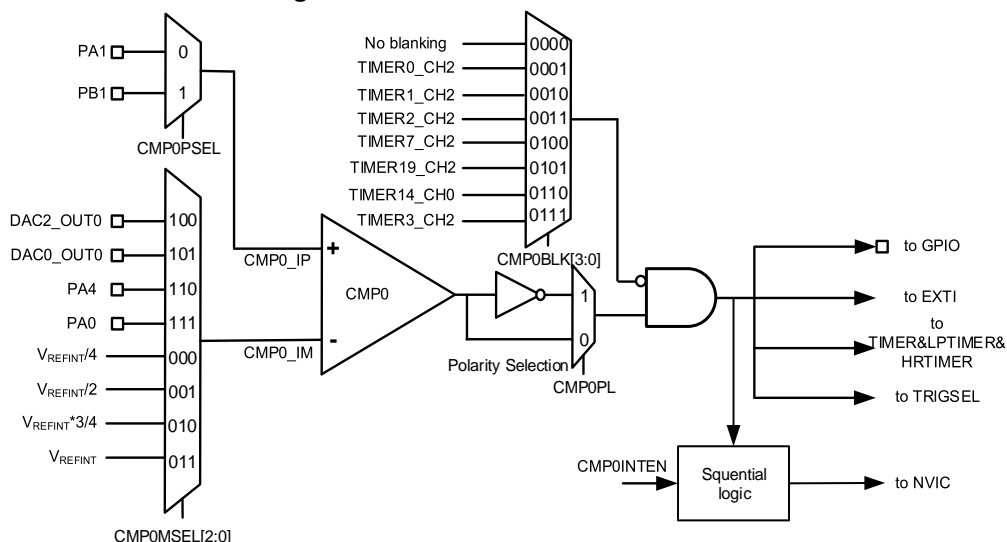 PA1
0
PB1
1
CMP0PSEL
No blanking
0000
TIMER0_CH2
0001
TIMER1_CH2
0010
TIMER2_CH2
0011
TIMER7_CH2
0100
TIMER19_CH2
0101
TIMER14_CH0
0110
TIMER3_CH2
0111
CMP0BLK[3:0]
DAC2_OUT0
100
DAC0_OUT0
101
PA4
110
PA0
111
VREFINT/4
000
VREFINT/2
001
VREFINT*3/4
010
VREFINT
011
CMP0MSEL[2:0]
CMP0_IP
+
CMP0
-
CMP0_IM
1
0
Polarity Selection
CMP0PL
to GPIO
to EXTI
to
TIMER&LPTIMER&
HRTIMER
to TRIGSEL
CMP0INTEN
Squential
logic
to NVIC